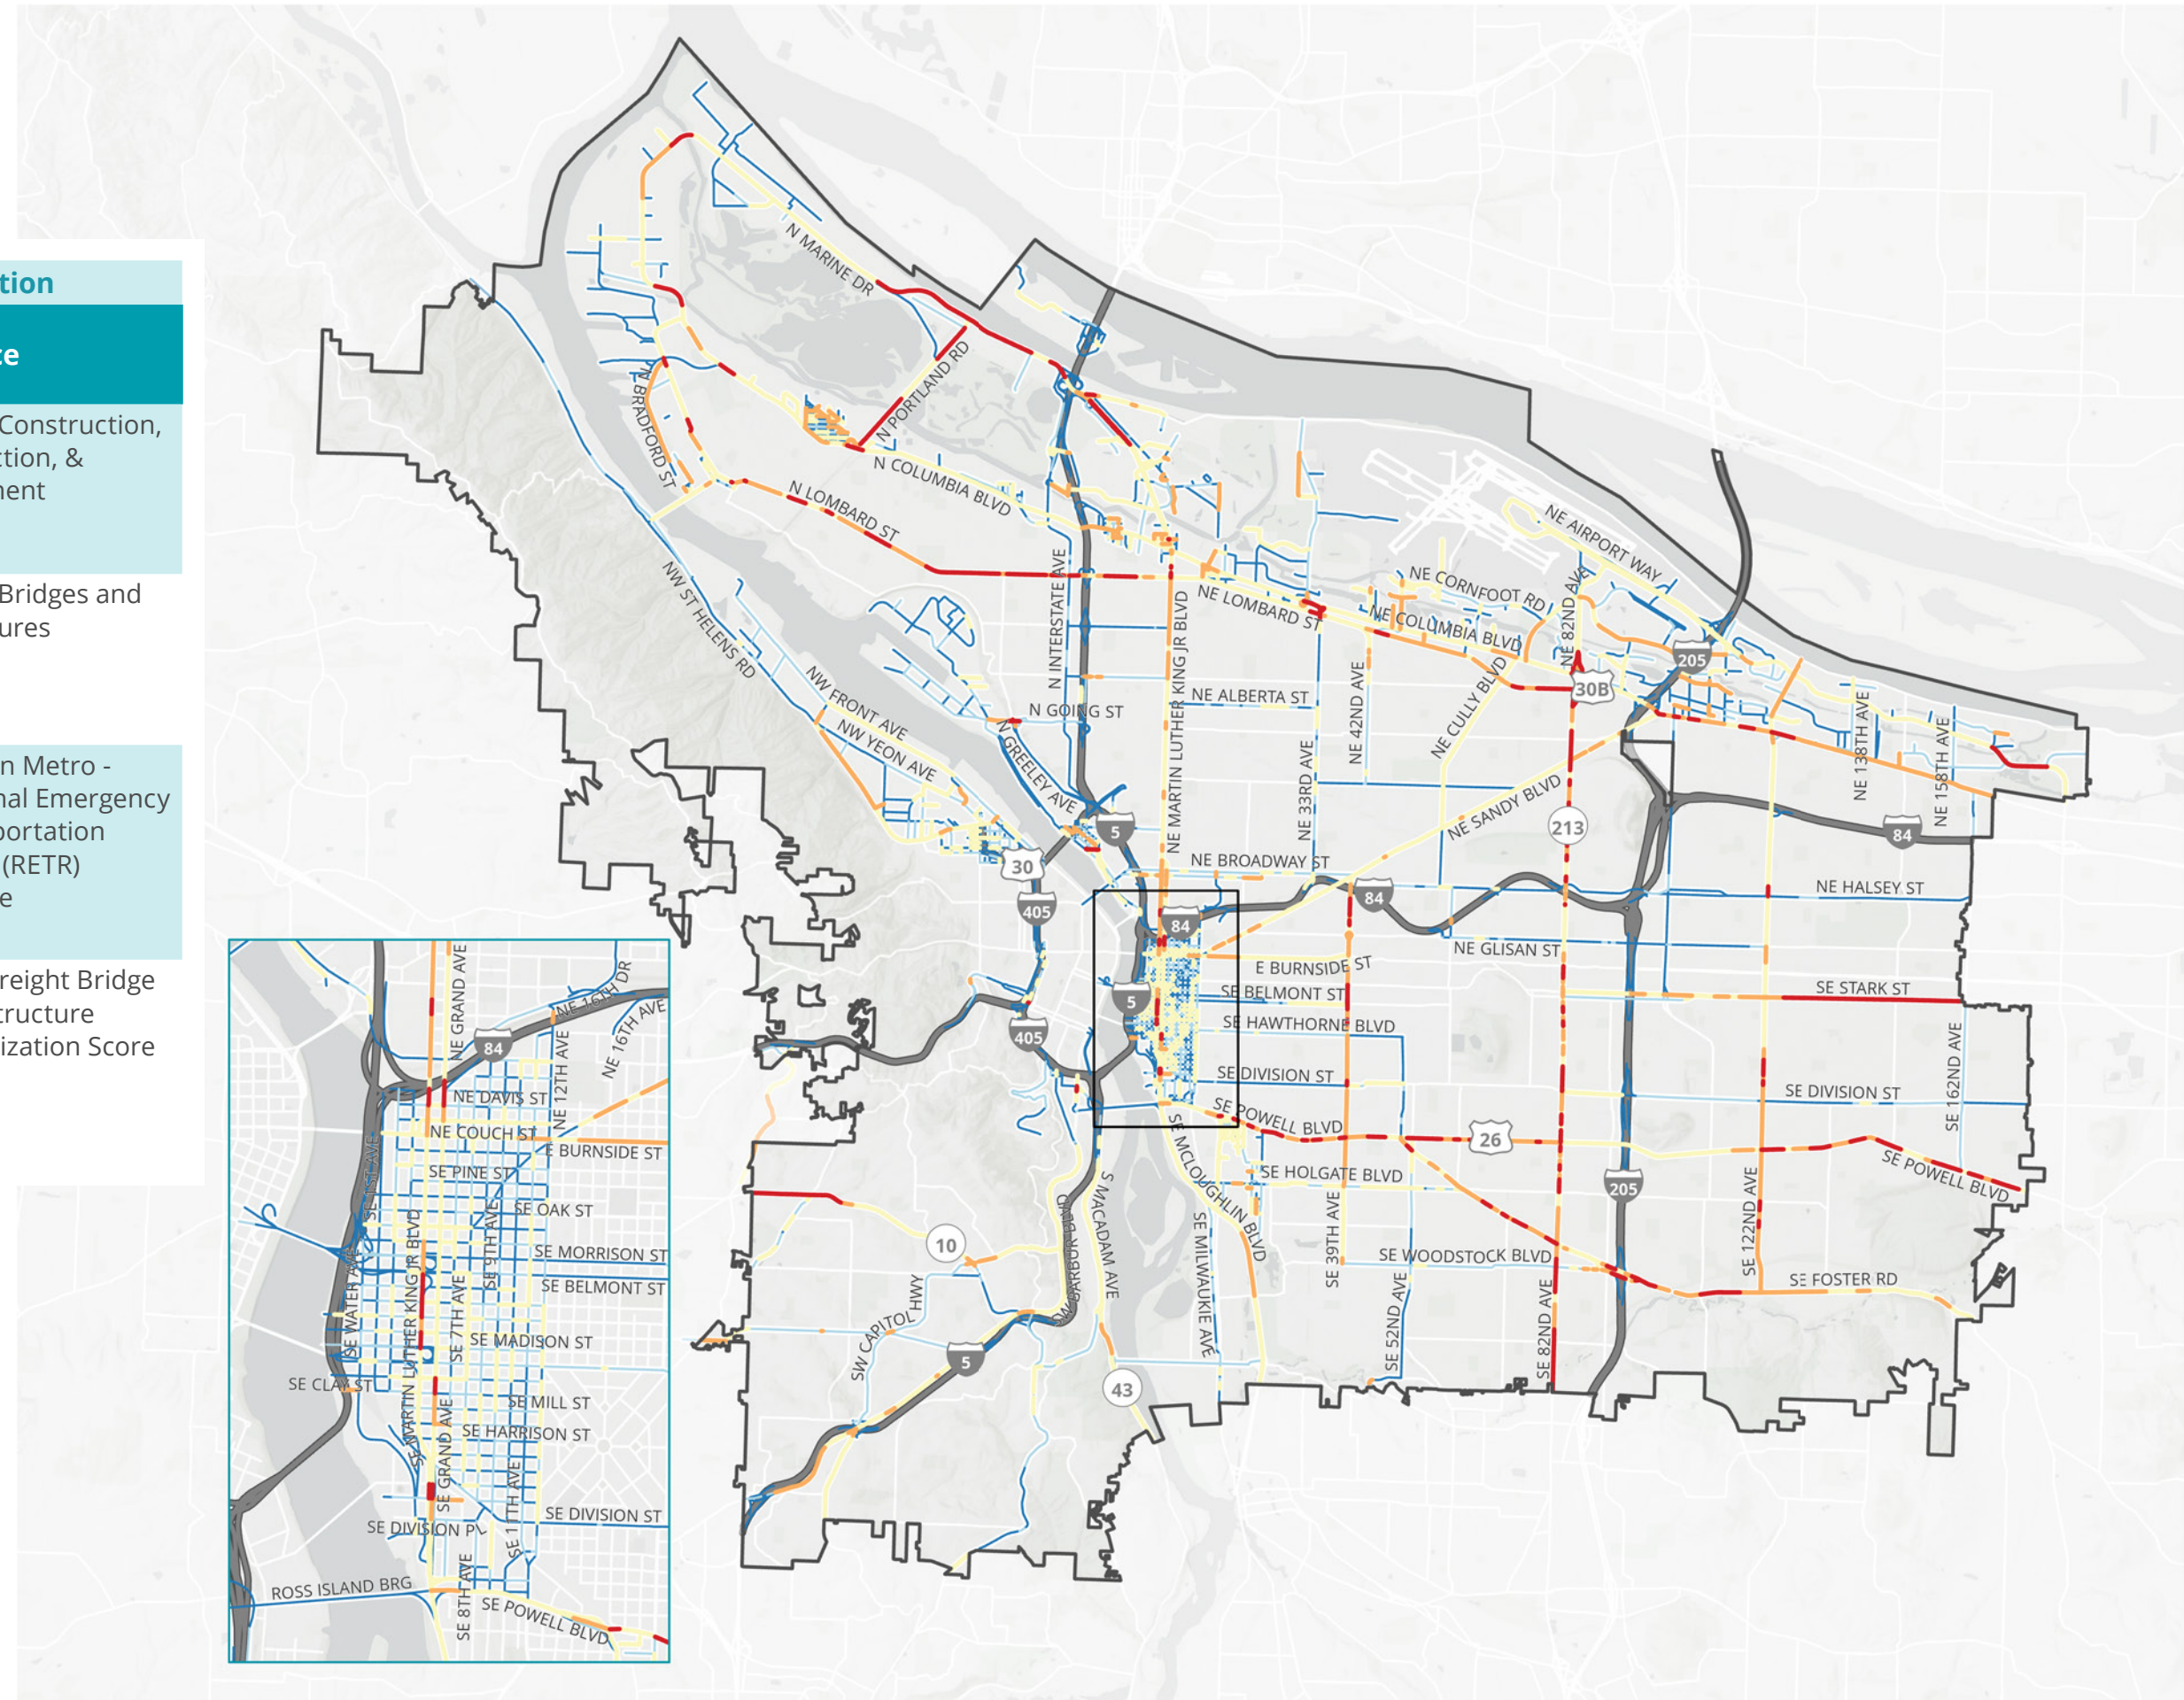 tion
ce
Construction,
ction, &
ment
Bridges and
ures
n Metro -
nal Emergency
portation
(RETR)
e
reight Bridge
tructure
ization Score
N MARINE DR
N PORTLAND RD
N BRADFORD ST
N COLUMBIA BLVD
N LOMBARD ST
NE AIRPORT WAY
NE CORNFOOT RD
NE 82ND AVE
NW ST HELENS RD
N INTERSTATE AVE
NE LOMBARD ST
NE COLUMBIA BLVD
205
30B
NE MARTIN LUTHER KING JR BLVD
NE ALBERTA ST
NE 42ND AVE
NE CULLY BLVD
NW FRONT AVE
N GOING ST
NW YEON AVE
N GREELEY AVE
NE 33RD AVE
NE 138TH AVE
NE 158TH AVE
NE SANDY BLVD
5
213
84
30
NE BROADWAY ST
405
84
NE HALSEY ST
84
NE GLISAN ST
E BURNSIDE ST
SE BELMONT ST
SE STARK ST
5
405
SE HAWTHORNE BLVD
SE 162ND AVE
SE DIVISION ST
SE DIVISION ST
SE POWELL BLVD
26
SE MCLOUGHLIN BLVD
SE HOLGATE BLVD
SE POWELL BLVD
205
SE 122ND AVE
S MACADAM AVE
SE 39TH AVE
10
SE MILWAUKIE AVE
SE WOODSTOCK BLVD
SE FOSTER RD
SE 52ND AVE
SE 82ND AVE
SW CAPITOL HWY
5
43
NE GRAND AVE
NE 16TH DR
NE 16TH AVE
84
NE 12TH AVE
NE DAVIS ST
NE COUCH ST
E BURNSIDE ST
SE 1ST AVE
SE PINE ST
SE OAK ST
SE 9TH AVE
SE MORRISON ST
SE WATER AVE
SE BELMONT ST
SE MARTIN LUTHER KING JR BLVD
SE 7TH AVE
SE MADISON ST
SE CLAY ST
SE MILL ST
SE GRAND AVE
SE HARRISON ST
SE 11TH AVE
SE DIVISION ST
SE DIVISION PL
ROSS ISLAND BRG
SE 8TH AVE
SE POWELL BLVD